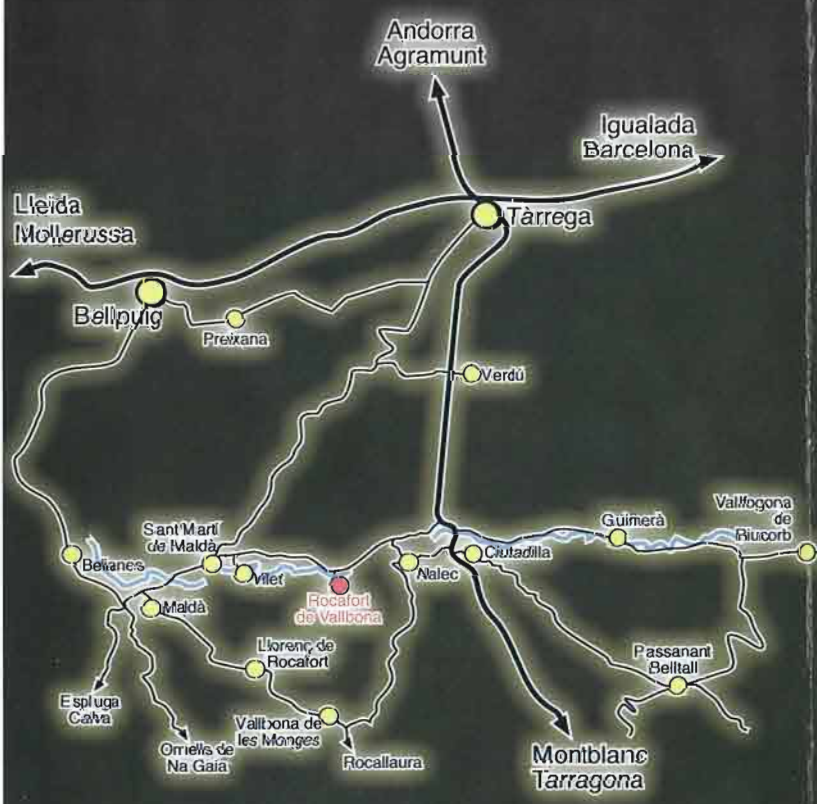 Andorra
Agramunt
Igualada
Barcelona
Lleida
Mollerussa
Tàrrega
Bellpuig
Preixana
Verdú
Vallfogona
de
Riucorb
Guimerà
Sant Martí
de Maldà
Belianes
Vilet
Ciutadilla
Nalec
Rocafort
de Vallbona
Maldà
Llorenç de
Rocafort
Passanant
Belltall
Espluga
Calva
Vallbona de
les Monges
Omells de
Na Gaia
Rocallaura
Montblanc
Tarragona